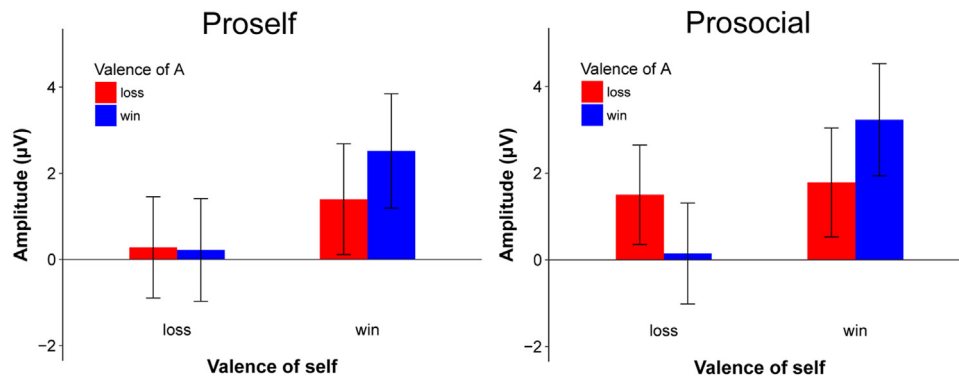 Proself
Valence of A
loss
win
4
2
0
−2
Amplitude (µV)
loss
win
Valence of self
Prosocial
Valence of A
loss
win
4
2
0
−2
Amplitude (µV)
loss
win
Valence of self